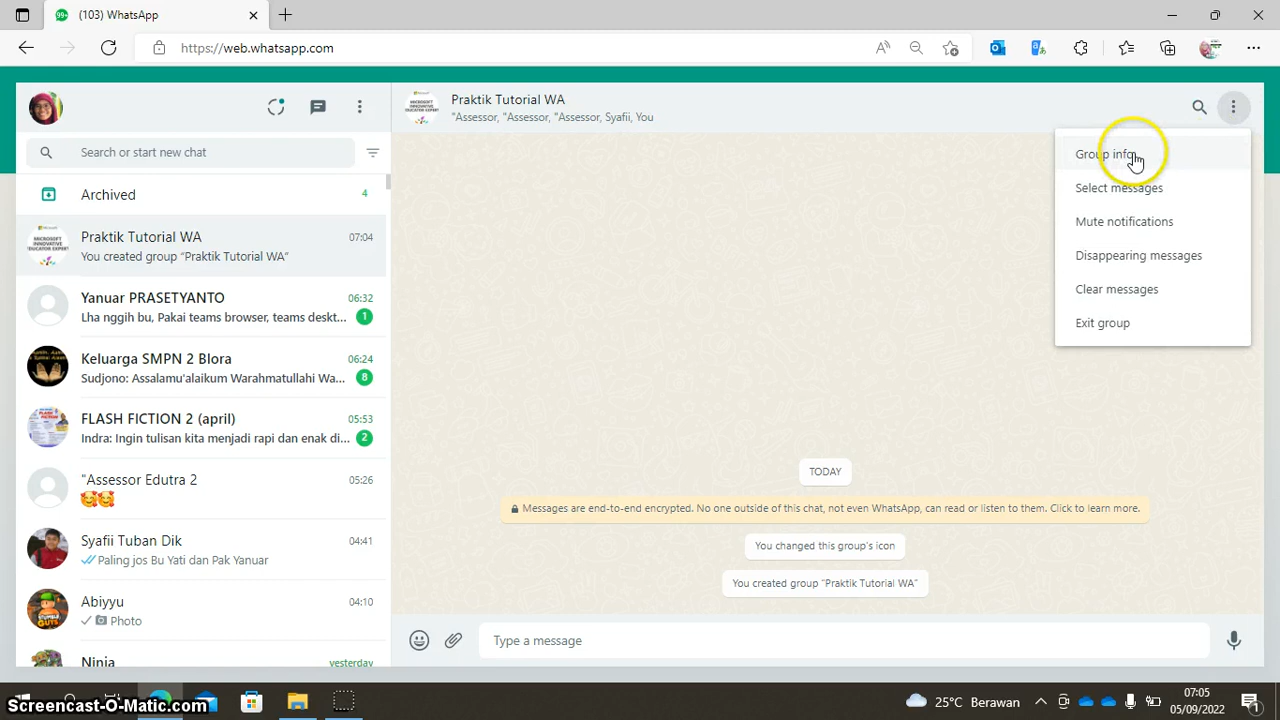 99+
(103) WhatsApp
https://web.whatsapp.com
Praktik Tutorial WA
"Assessor, "Assessor, "Assessor, Syafii, You
Search or start new chat
Archived
4
MICROSOFT
INNOVATIVE
EDUCATOR EXPERT
Praktik Tutorial WA
07:04
You created group "Praktik Tutorial WA"
Yanuar PRASETYANTO
06:32
Lha nggih bu, Pakai teams browser, teams deskt...
1
Keluarga SMPN 2 Blora
06:24
Sudjono: Assalamu'alaikum Warahmatullahi Wa...
8
FLASH FICTION 2 (april)
05:53
Indra: Ingin tulisan kita menjadi rapi dan enak di...
2
"Assessor Edutra 2
05:26
Syafii Tuban Dik
04:41
Paling jos Bu Yati dan Pak Yanuar
Abiyyu
04:10
Photo
Ninja
yesterday
Group info
Select messages
Mute notifications
Disappearing messages
Clear messages
Exit group
TODAY
Messages are end-to-end encrypted. No one outside of this chat, not even WhatsApp, can read or listen to them. Click to learn more.
You changed this group's icon
You created group "Praktik Tutorial WA"
Type a message
Screencast-O-Matic.com
25°C Berawan
07:05
05/09/2022
1